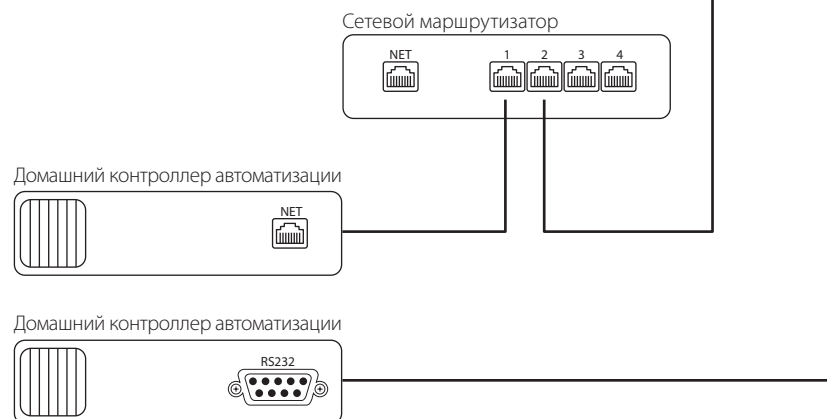 Сетевой маршрутизатор
NET 1 2 3 4
Домашний контроллер автоматизации
NET
Домашний контроллер автоматизации
RS232